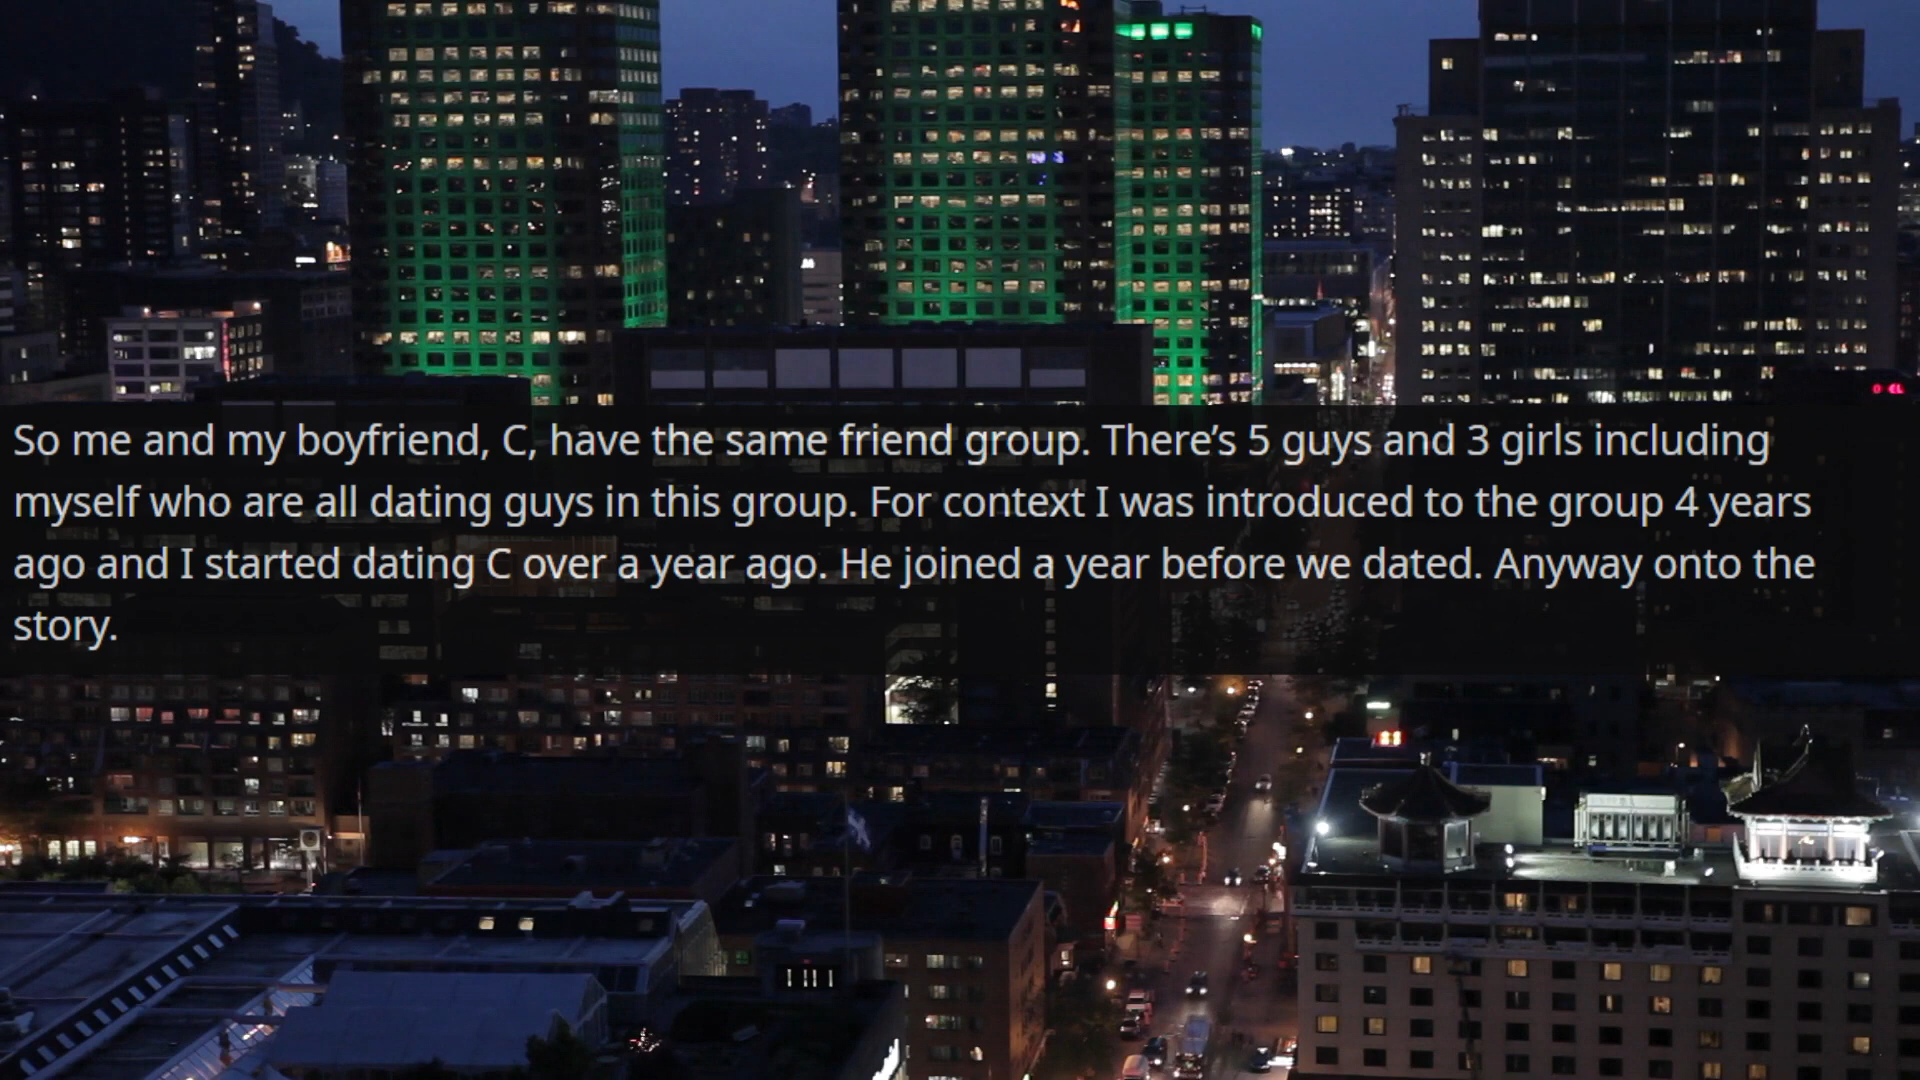 So me and my boyfriend, C, have the same friend group. There’s 5 guys and 3 girls including
myself who are all dating guys in this group. For context I was introduced to the group 4 years
ago and I started dating C over a year ago. He joined a year before we dated. Anyway onto the
story.